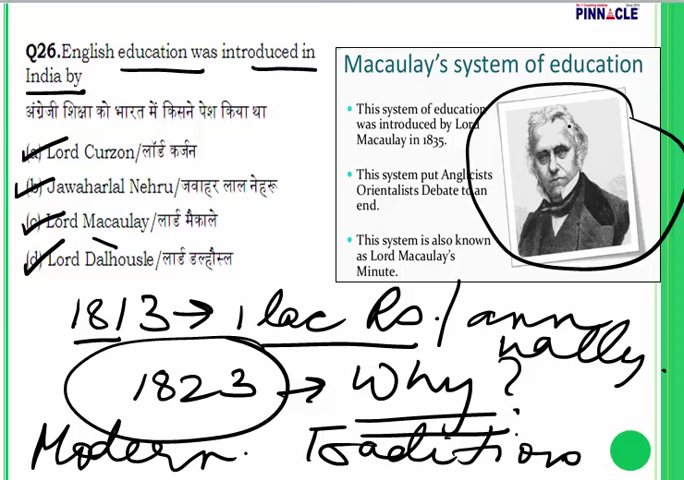 PINNACLE
Q26.English education was introduced in
India by
अंग्रेजी शिक्षा को भारत में किसने पेश किया था
(a) Lord Curzon/लॉर्ड कर्जन
(b) Jawaharlal Nehru/जवाहर लाल नेहरू
(c) Lord Macaulay/लार्ड मैकाले
(d) Lord Dalhousle/लार्ड डल्हौस्ल
Macaulay's system of education
• This system of education
was introduced by Lord
Macaulay in 1835.
• This system put Anglicists
Orientalists Debate to an
end.
• This system is also known
as Lord Macaulay's
Minute.
1813 → 1 lac Rs. / ann
ually.
1823 → Why?
Modern. Traditions